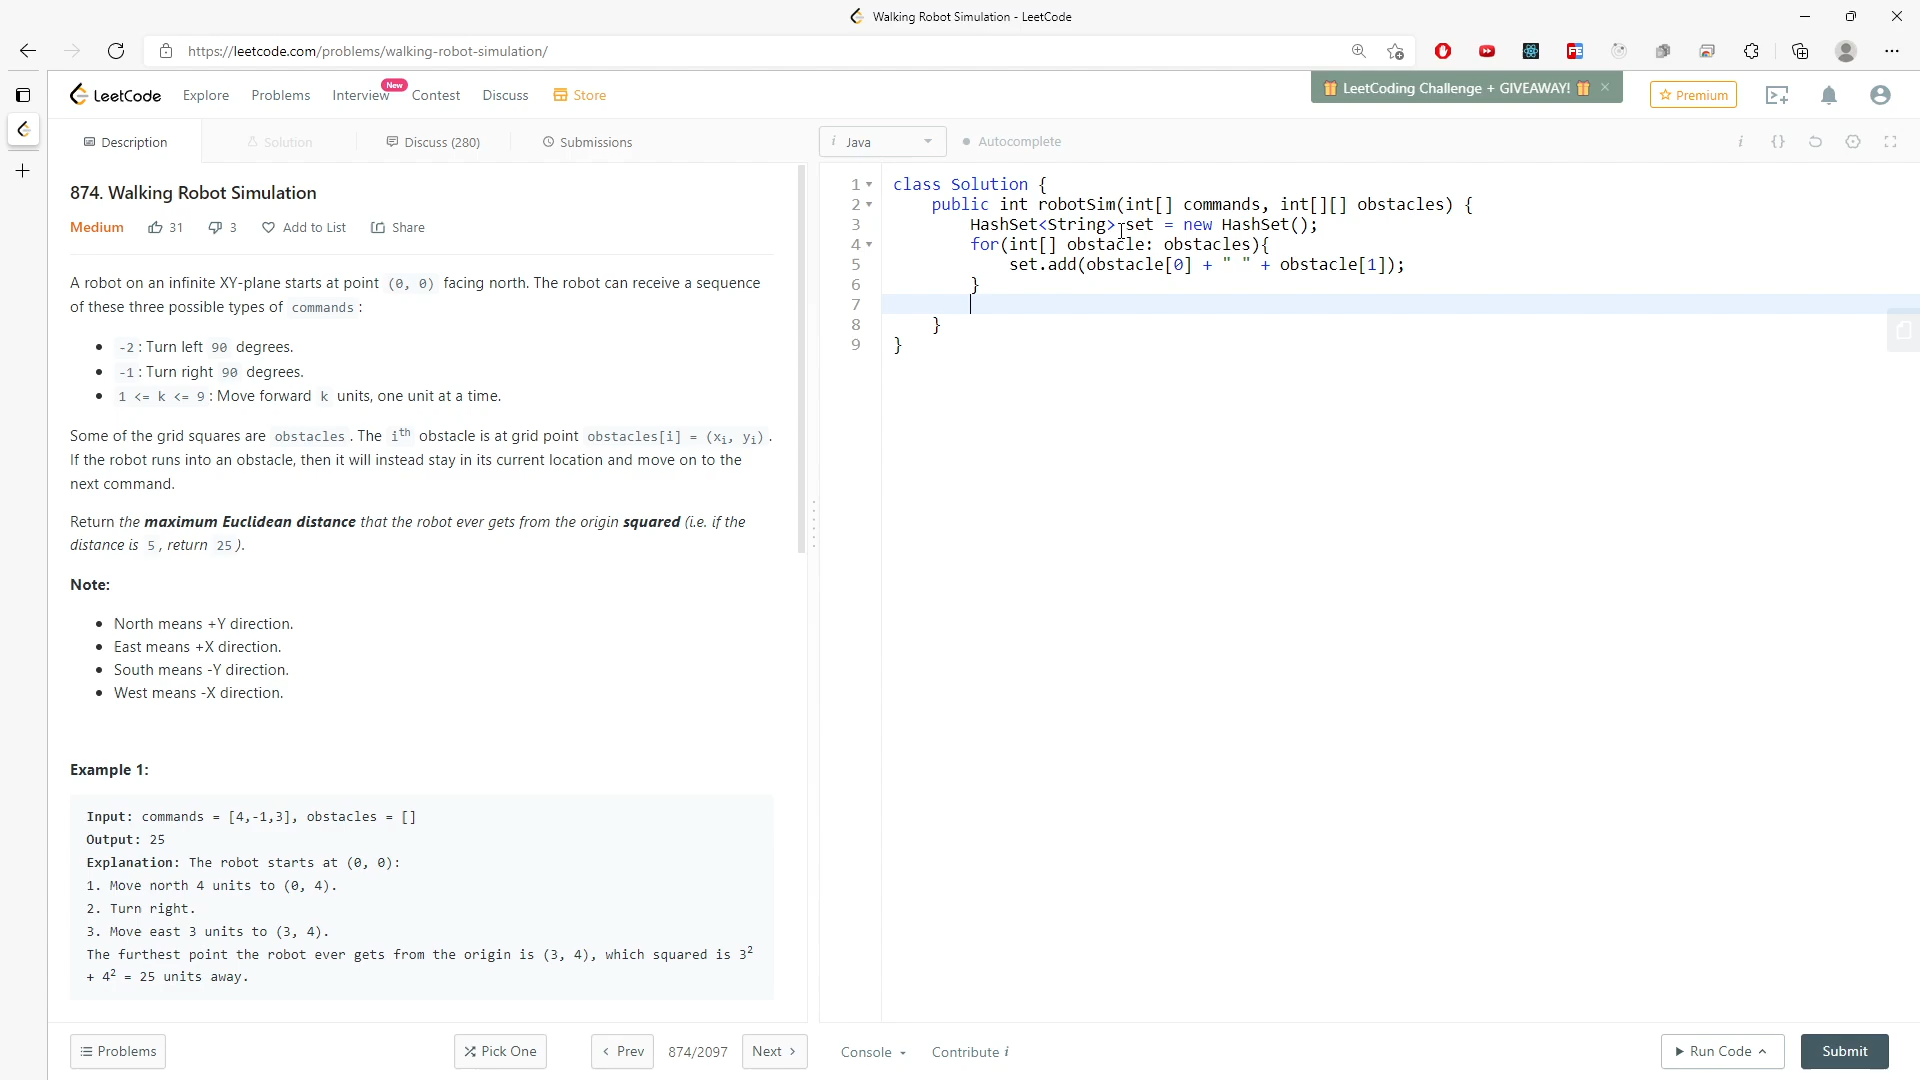 Walking Robot Simulation - LeetCode
https://leetcode.com/problems/walking-robot-simulation/
LeetCode Explore Problems Interview New Contest Discuss Store
LeetCoding Challenge + GIVEAWAY! ×
Premium
Description Solution Discuss (280) Submissions
i Java Autocomplete
874. Walking Robot Simulation
Medium 31 3 Add to List Share
A robot on an infinite XY-plane starts at point (0, 0) facing north. The robot can receive a sequence
of these three possible types of commands :
-2 : Turn left 90 degrees.
-1 : Turn right 90 degrees.
1 <= k <= 9 : Move forward k units, one unit at a time.
Some of the grid squares are obstacles . The iᵗʰ obstacle is at grid point obstacles[i] = (xᵢ, yᵢ) .
If the robot runs into an obstacle, then it will instead stay in its current location and move on to the
next command.
Return the maximum Euclidean distance that the robot ever gets from the origin squared (i.e. if the
distance is 5 , return 25 ).
Note:
North means +Y direction.
East means +X direction.
South means -Y direction.
West means -X direction.
Example 1:
Input: commands = [4,-1,3], obstacles = []
Output: 25
Explanation: The robot starts at (0, 0):
1. Move north 4 units to (0, 4).
2. Turn right.
3. Move east 3 units to (3, 4).
The furthest point the robot ever gets from the origin is (3, 4), which squared is 3²
+ 4² = 25 units away.
1 class Solution {
2 public int robotSim(int[] commands, int[][] obstacles) {
3 HashSet<String> set = new HashSet();
4 for(int[] obstacle: obstacles){
5 set.add(obstacle[0] + " " + obstacle[1]);
6 }
7
8 }
9 }
Problems Pick One < Prev 874/2097 Next > Console Contribute i Run Code Submit